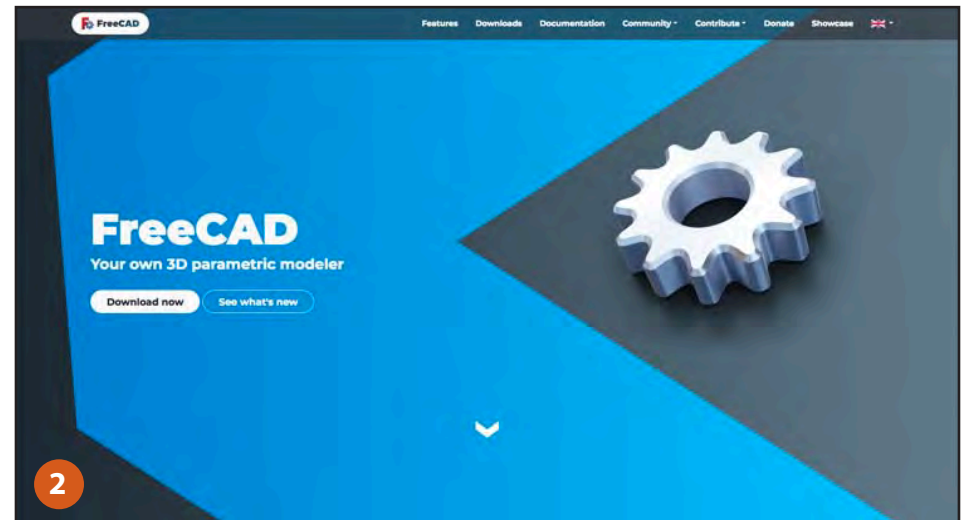 FreeCAD
Features Downloads Documentation Community Contribute Donate Showcase
FreeCAD
Your own 3D parametric modeler
Download now See what's new
2